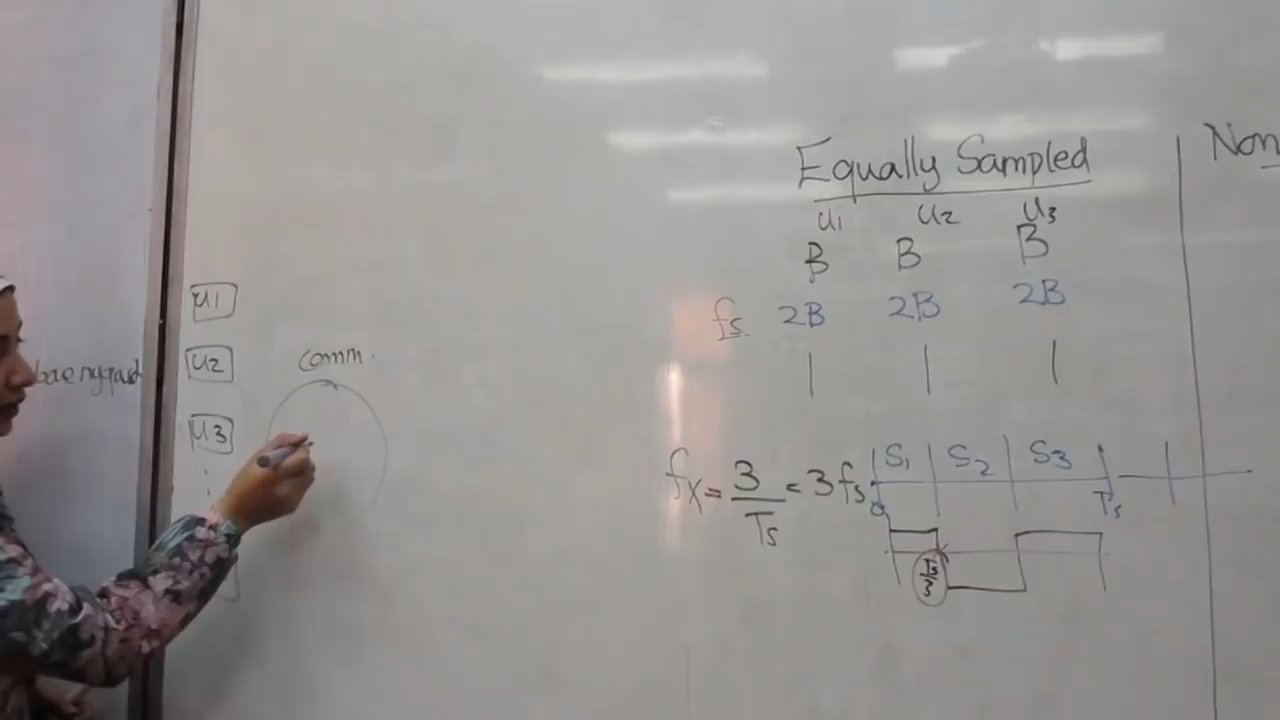 Equally Sampled
Non
u1 u2 u3
B B B
fs 2B 2B 2B
u1
u2
u3
comm.
fx = 3/Ts = 3fs
S1 S2 S3
0 Ts
Ts/3